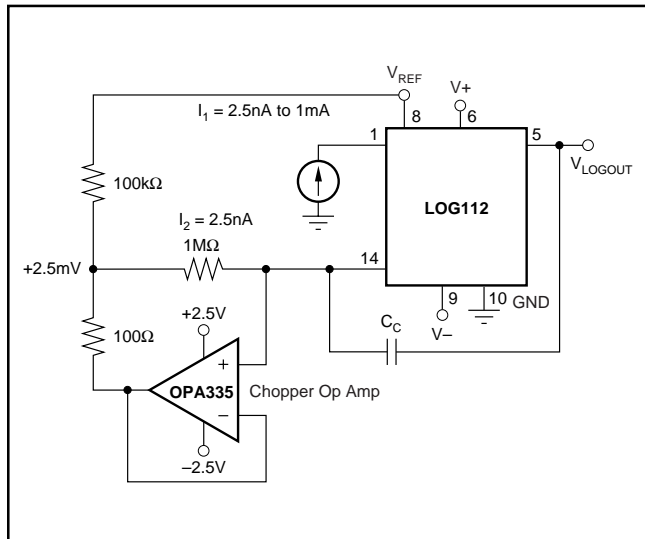 V_REF
V+
I₁ = 2.5nA to 1mA
8
6
1
5
V_LOGOUT
100kΩ
LOG112
I₂ = 2.5nA
1MΩ
+2.5mV
14
9
10
GND
V–
C_C
100Ω
+2.5V
+
OPA335
Chopper Op Amp
–
–2.5V